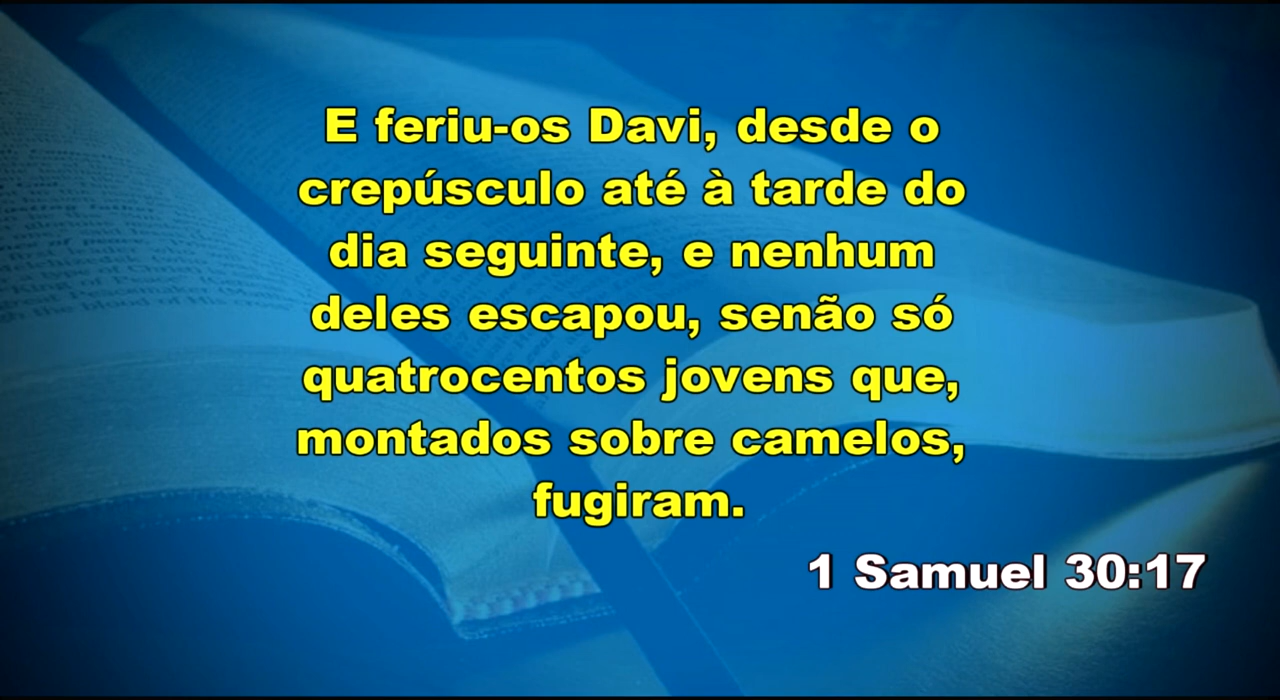 E feriu-os Davi, desde o
crepúsculo até à tarde do
dia seguinte, e nenhum
deles escapou, senão só
quatrocentos jovens que,
montados sobre camelos,
fugiram.
1 Samuel 30:17